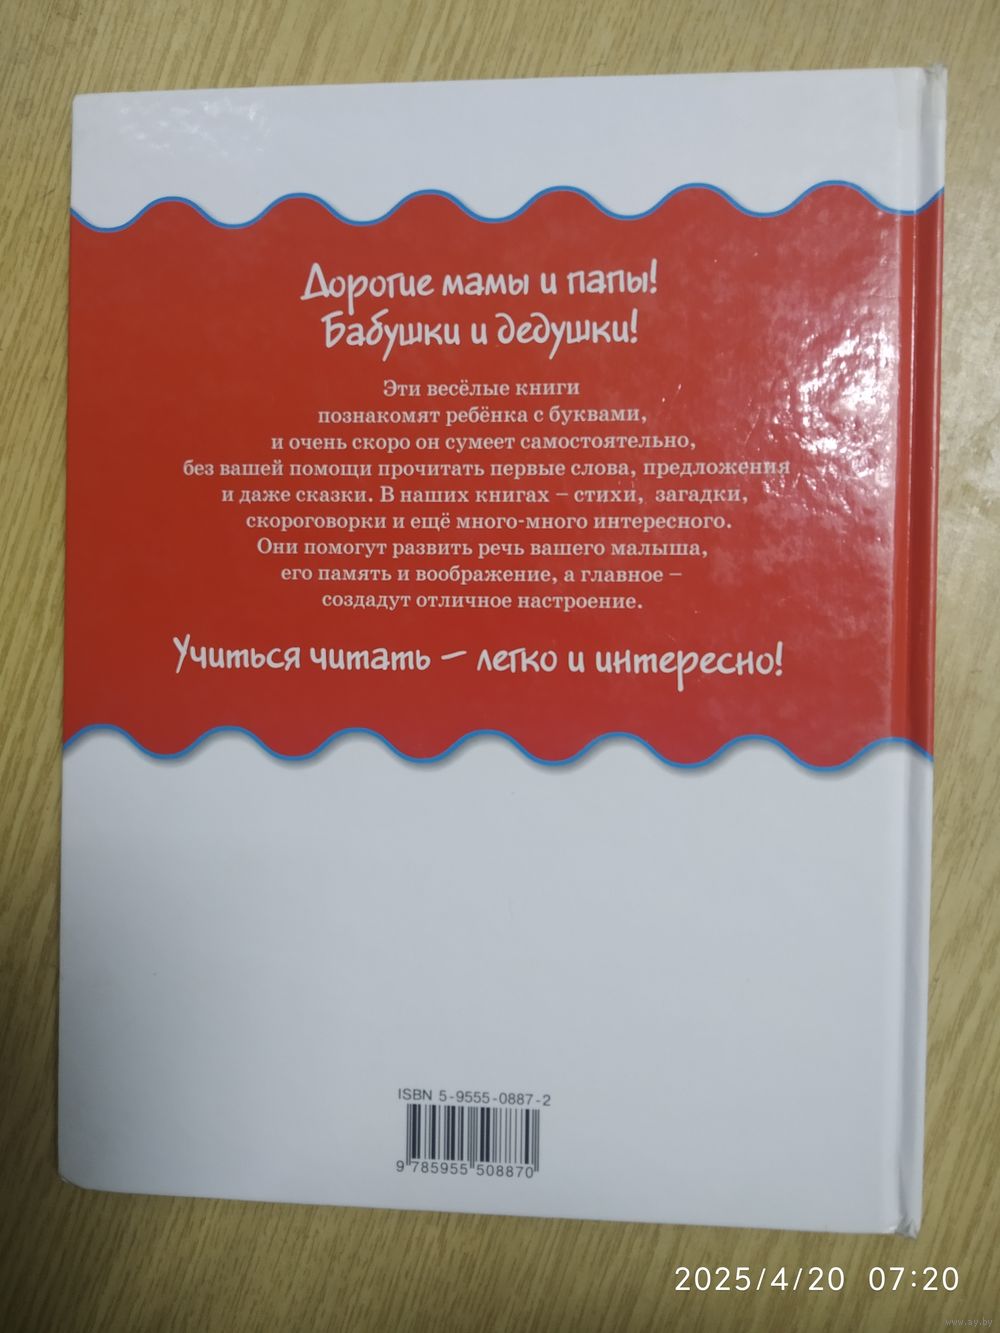 Дорогие мамы и папы!
Бабушки и дедушки!
Эти весёлые книги
познакомят ребёнка с буквами,
и очень скоро он сумеет самостоятельно,
без вашей помощи прочитать первые слова, предложения
и даже сказки. В наших книгах – стихи, загадки,
скороговорки и ещё много-много интересного.
Они помогут развить речь вашего малыша,
его память и воображение, а главное –
создадут отличное настроение.
Учиться читать – легко и интересно!
ISBN 5-9555-0887-2
9 785955 508870
2025/4/20 07:20
www.ay.by